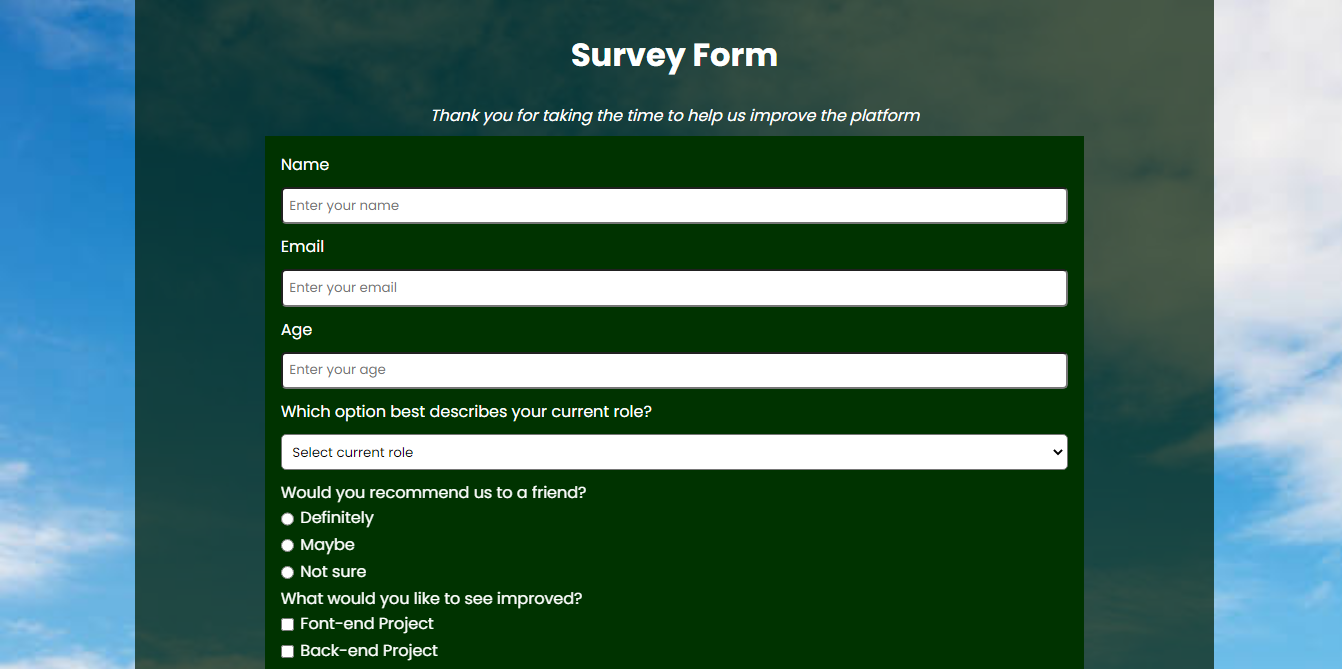 Survey Form
Thank you for taking the time to help us improve the platform
Name
Enter your name
Email
Enter your email
Age
Enter your age
Which option best describes your current role?
Select current role
Would you recommend us to a friend?
Definitely
Maybe
Not sure
What would you like to see improved?
Font-end Project
Back-end Project